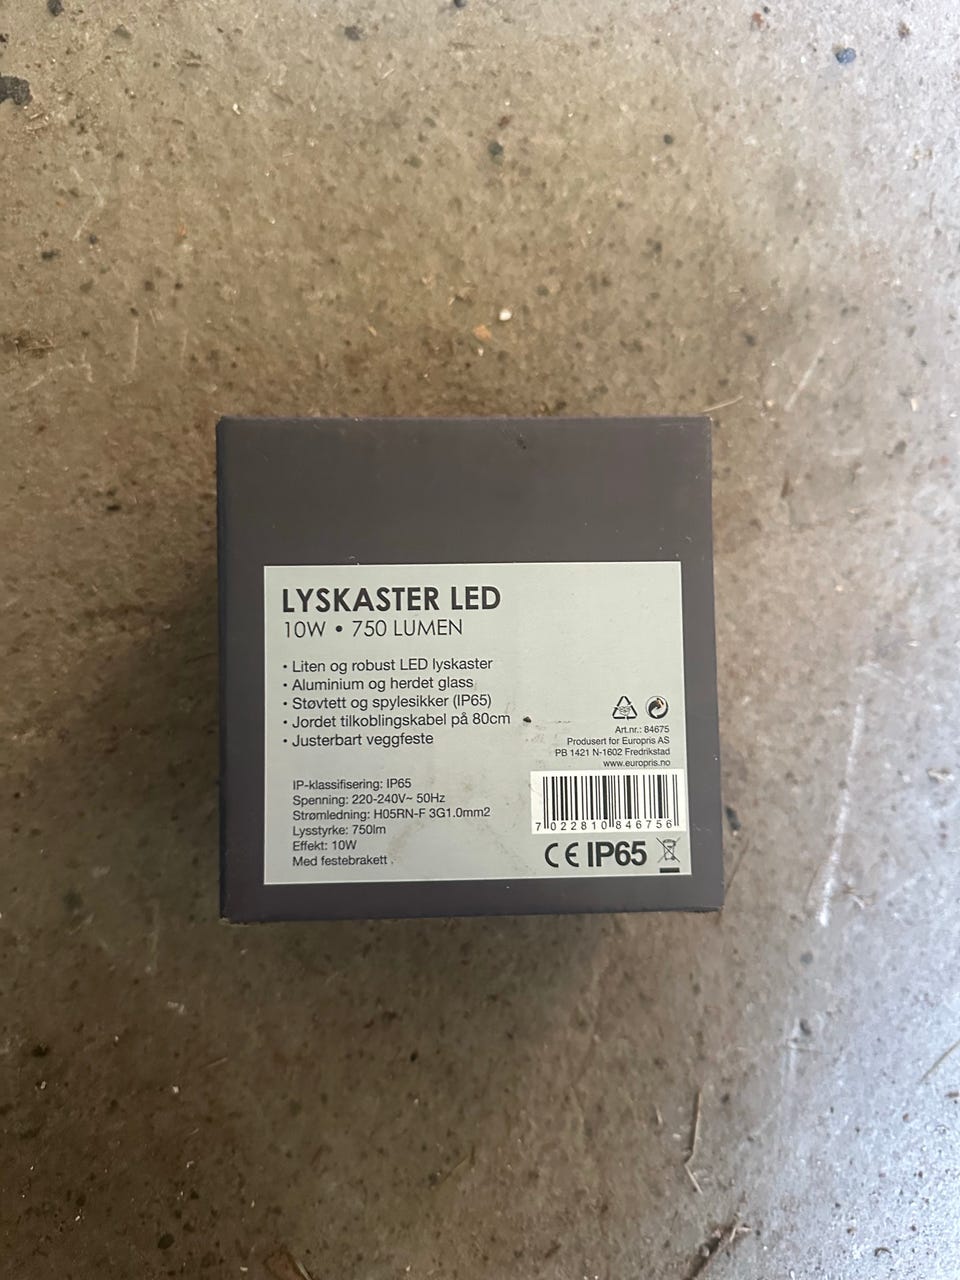 LYSKASTER LED
10W • 750 LUMEN
• Liten og robust LED lyskaster
• Aluminium og herdet glass
• Støvtett og spylesikker (IP65)
• Jordet tilkoblingskabel på 80cm
• Justerbart veggfeste
IP-klassifisering: IP65
Spenning: 220-240V~ 50Hz
Strømledning: H05RN-F 3G1.0mm2
Lysstyrke: 750lm
Effekt: 10W
Med festebrakett .
Art.nr.: 84675
Produsert for Europris AS
PB 1421 N-1602 Fredrikstad
www.europris.no
7 022810 846756
CE IP65